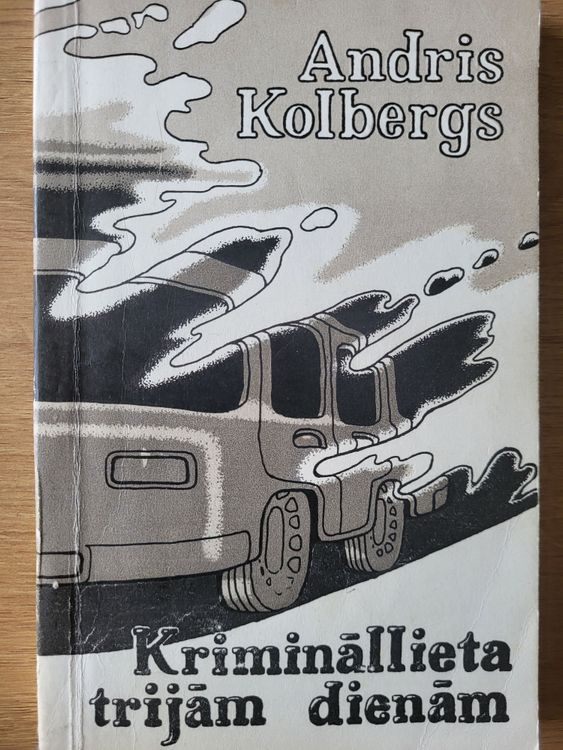 Andris
Kolbergs
Krimināllieta
trijām dienām